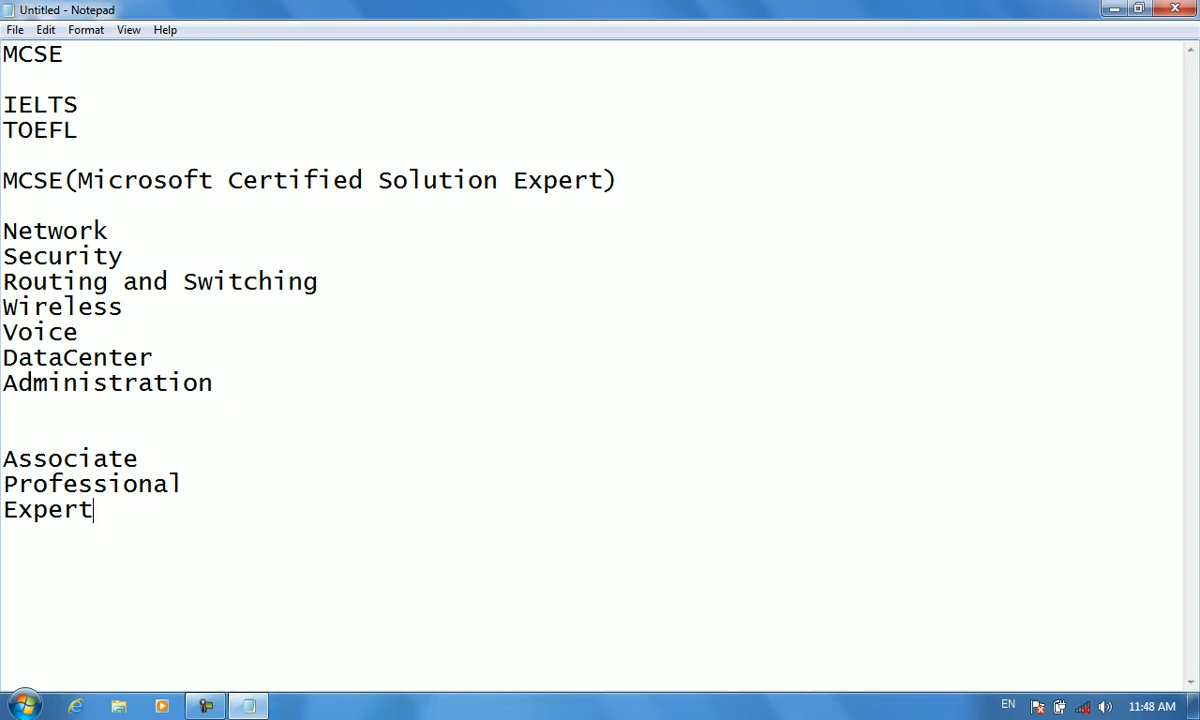 Untitled - Notepad
File Edit Format View Help
MCSE
IELTS
TOEFL
MCSE(Microsoft Certified Solution Expert)
Network
Security
Routing and Switching
Wireless
Voice
DataCenter
Administration
Associate
Professional
Expert
EN 11:48 AM